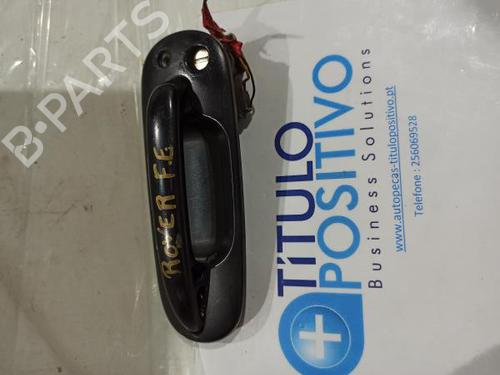 B-PARTS
ROVER F.E
TÍTULO
POSITIVO
Business Solutions
www.autopecas-titulopositivo.pt
Telefone : 256069528